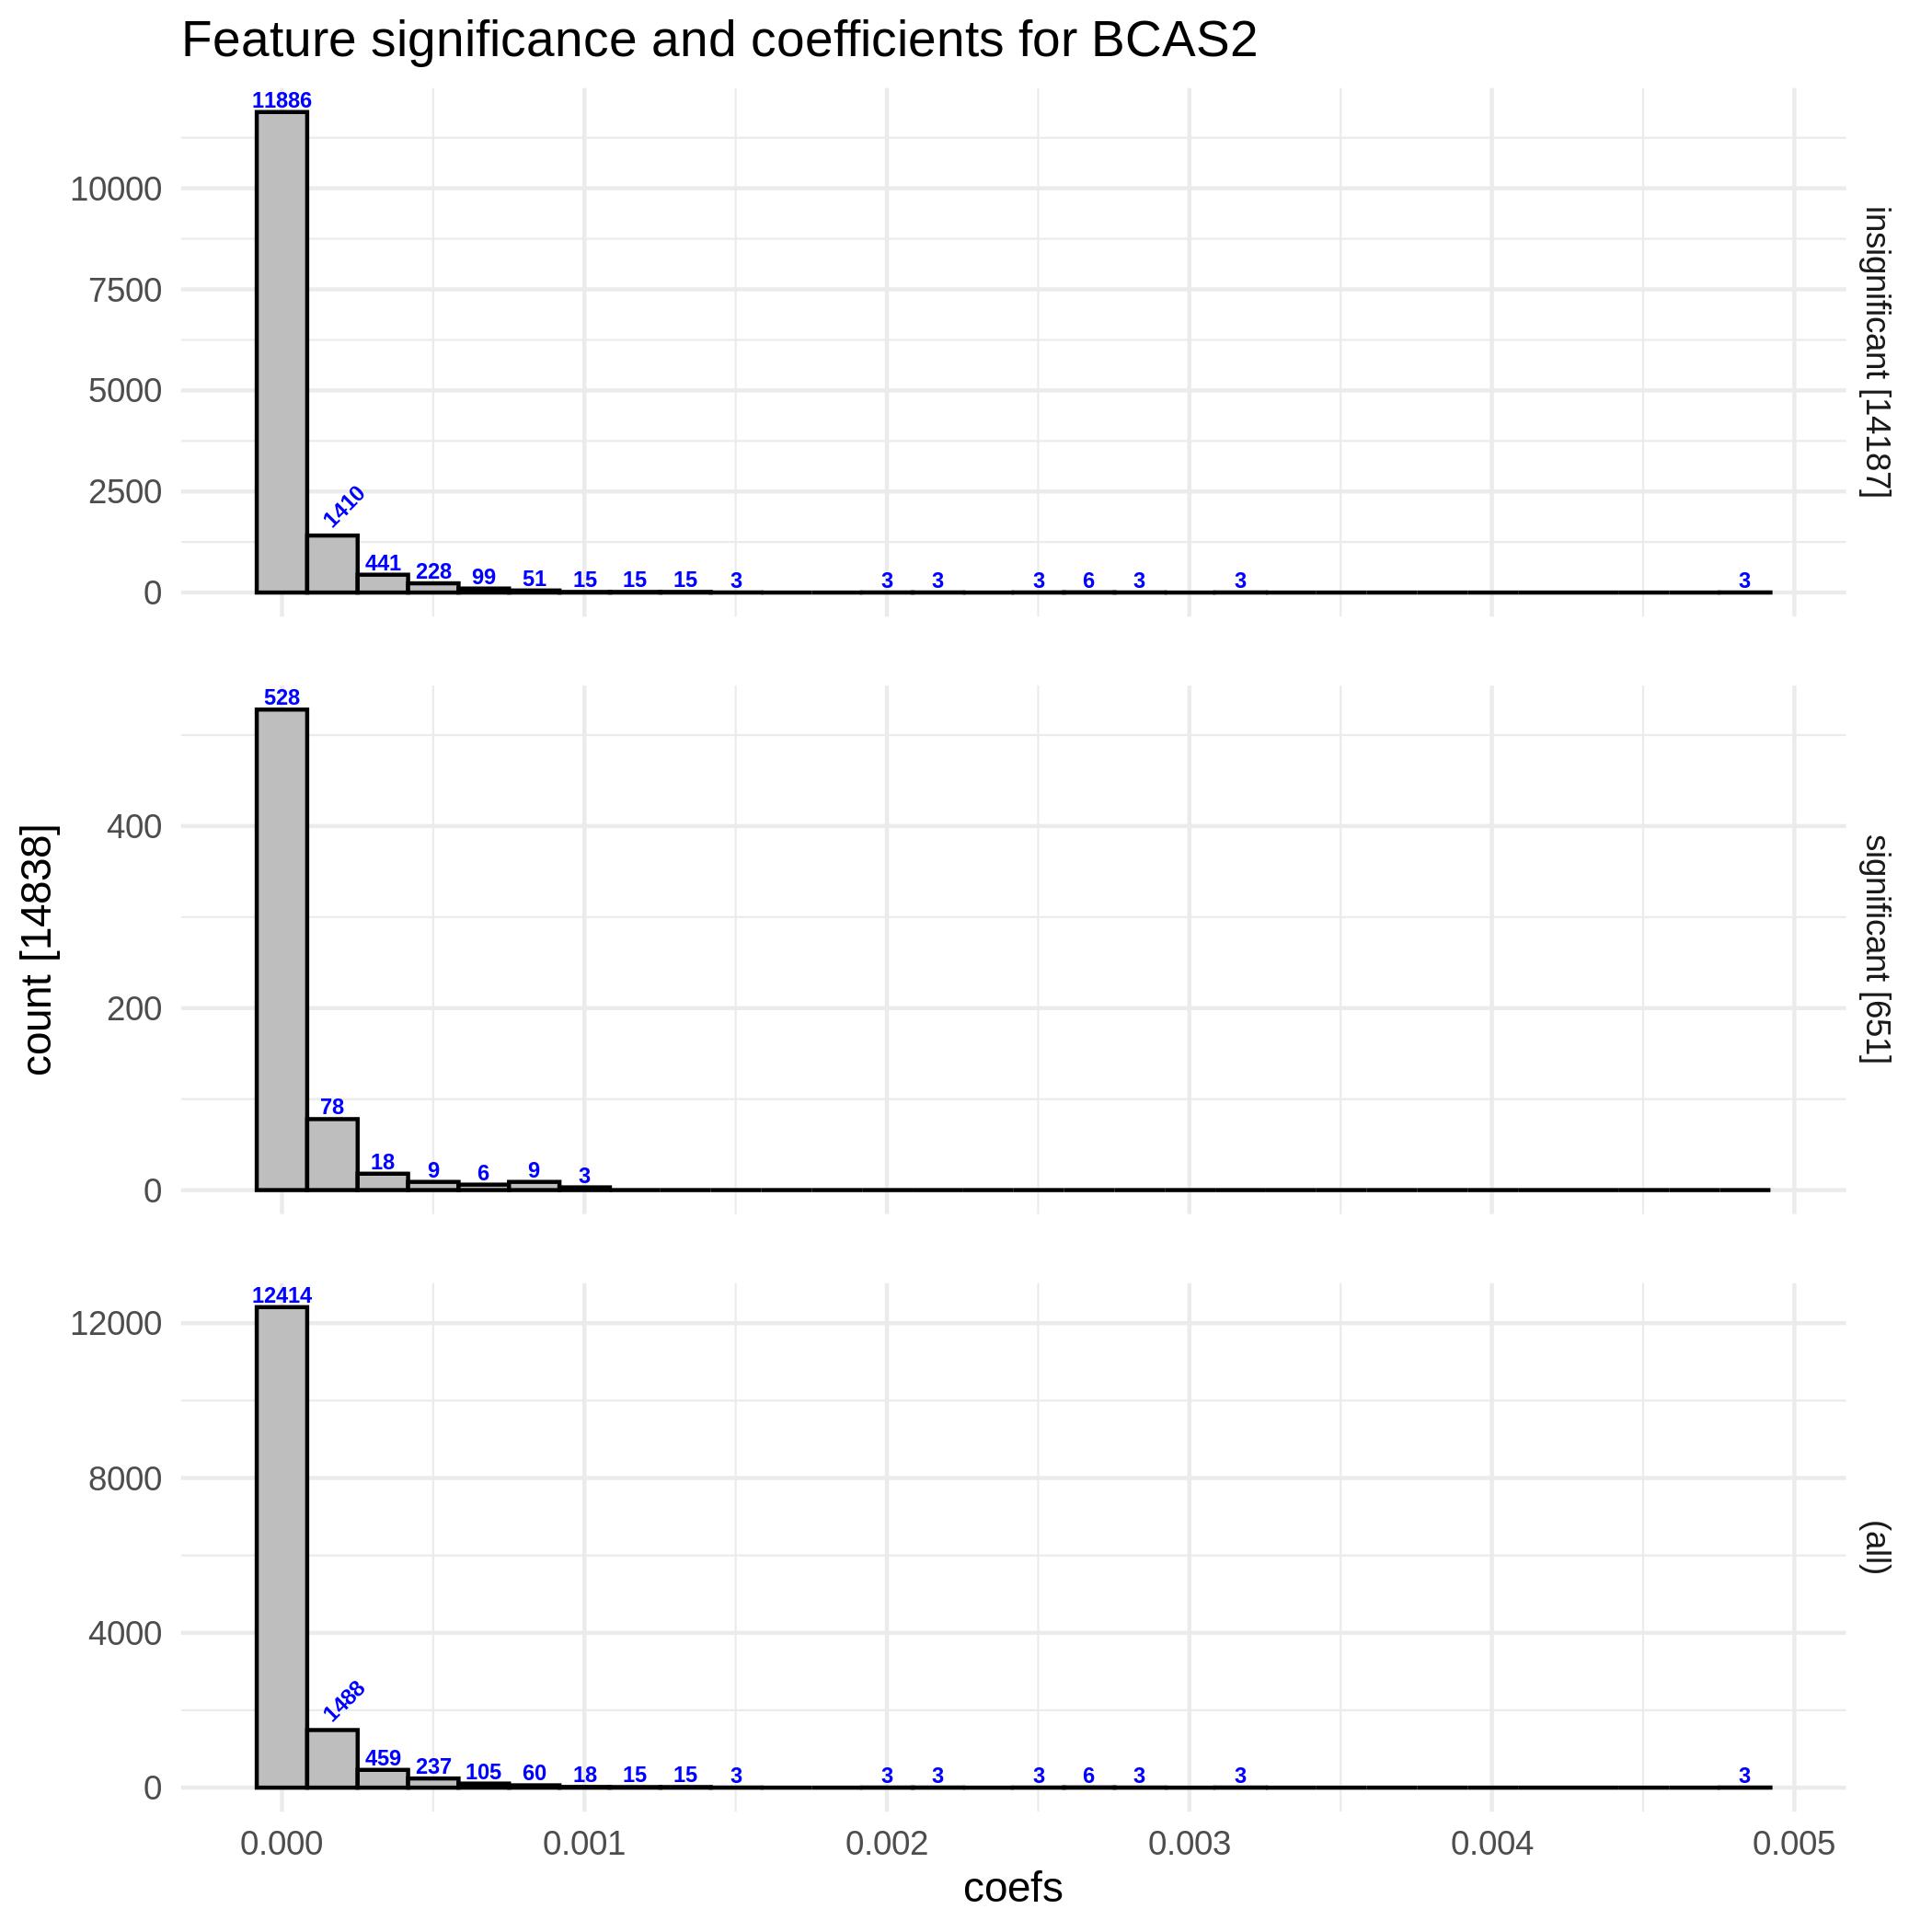 Feature significance and coefficients for BCAS2
11886
10000
7500
5000
2500
0
1410
441 228 99 51 15 15 15 3 3 3 3 6 3 3 3
insignificant [14187]
528
400
200
0
78
18 9 6 9 3
significant [651]
count [14838]
12414
12000
8000
4000
0
1488
459 237 105 60 18 15 15 3 3 3 3 6 3 3 3
(all)
0.000 0.001 0.002 0.003 0.004 0.005
coefs